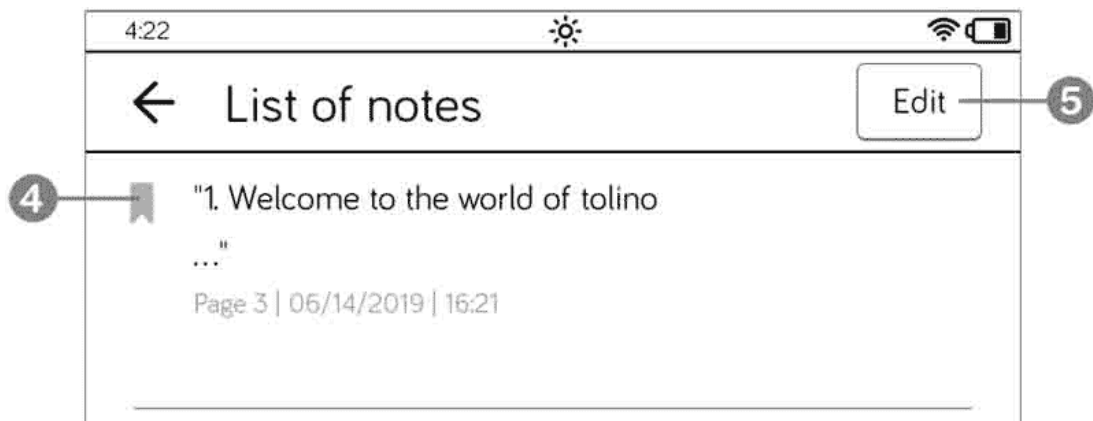 4:22
List of notes
Edit
5
4
"1. Welcome to the world of tolino
..."
Page 3 | 06/14/2019 | 16:21